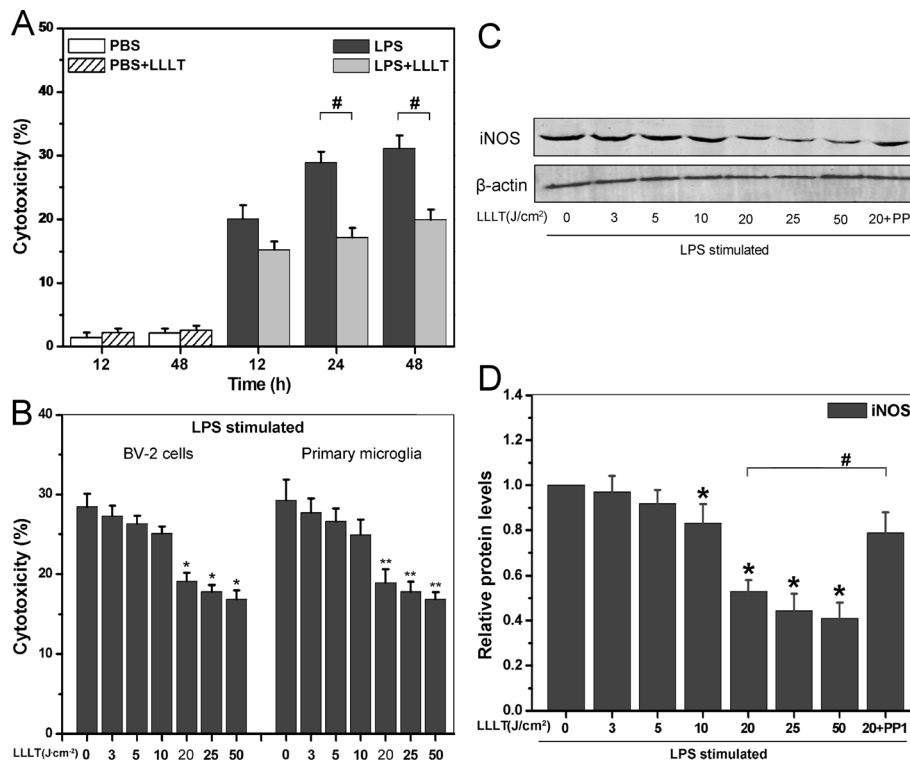 A
PBS
PBS+LLLT
LPS
LPS+LLLT
50
40
30
20
10
0
Cytotoxicity (%)
# #
12 48 12 24 48
Time (h)
B
LPS stimulated
BV-2 cells Primary microglia
40
30
20
10
0
Cytotoxicity (%)
* * * ** ** **
LLLT(J·cm⁻²) 0 3 5 10 20 25 50 0 3 5 10 20 25 50
C
iNOS
β-actin
LLLT(J/cm²) 0 3 5 10 20 25 50 20+PP1
LPS stimulated
D
iNOS
1.4
1.2
1.0
0.8
0.6
0.4
0.2
0.0
Relative protein levels
* * * * #
LLLT(J/cm²) 0 3 5 10 20 25 50 20+PP1
LPS stimulated